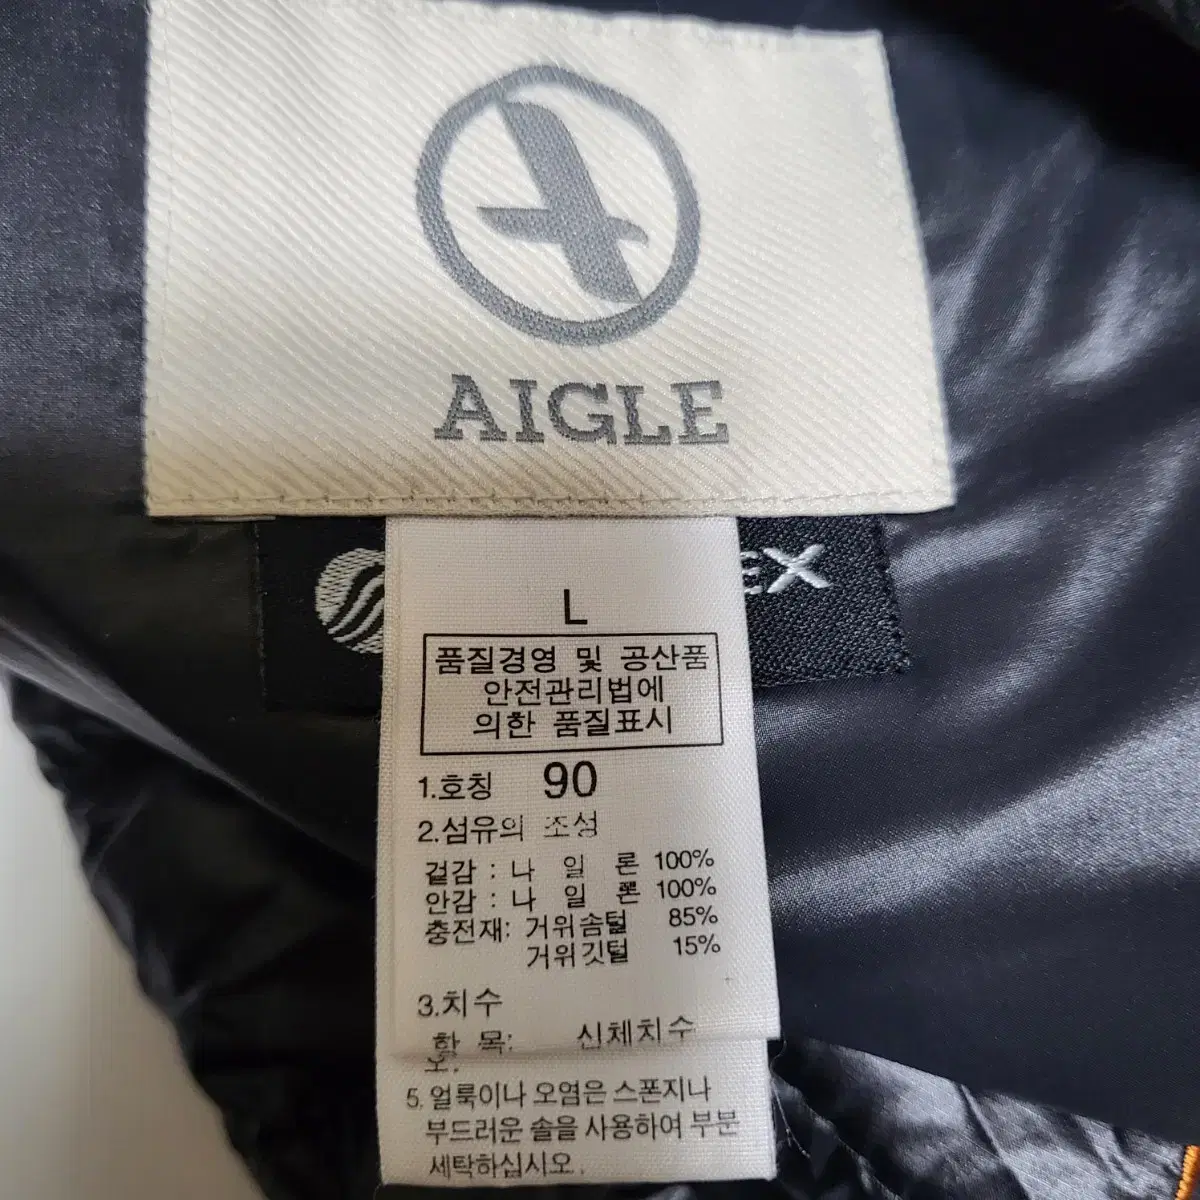 AIGLE
EX
L
품질경영 및 공산품
안전관리법에
의한 품질표시
1.호칭 90
2.섬유의 조성
겉감 : 나 일 론 100%
안감 : 나 일 론 100%
충전재: 거위솜털 85%
거위깃털 15%
3.치수
항 목: 신체치수
오.
5. 얼룩이나 오염은 스폰지나
부드러운 솔을 사용하여 부분
세탁하십시오.